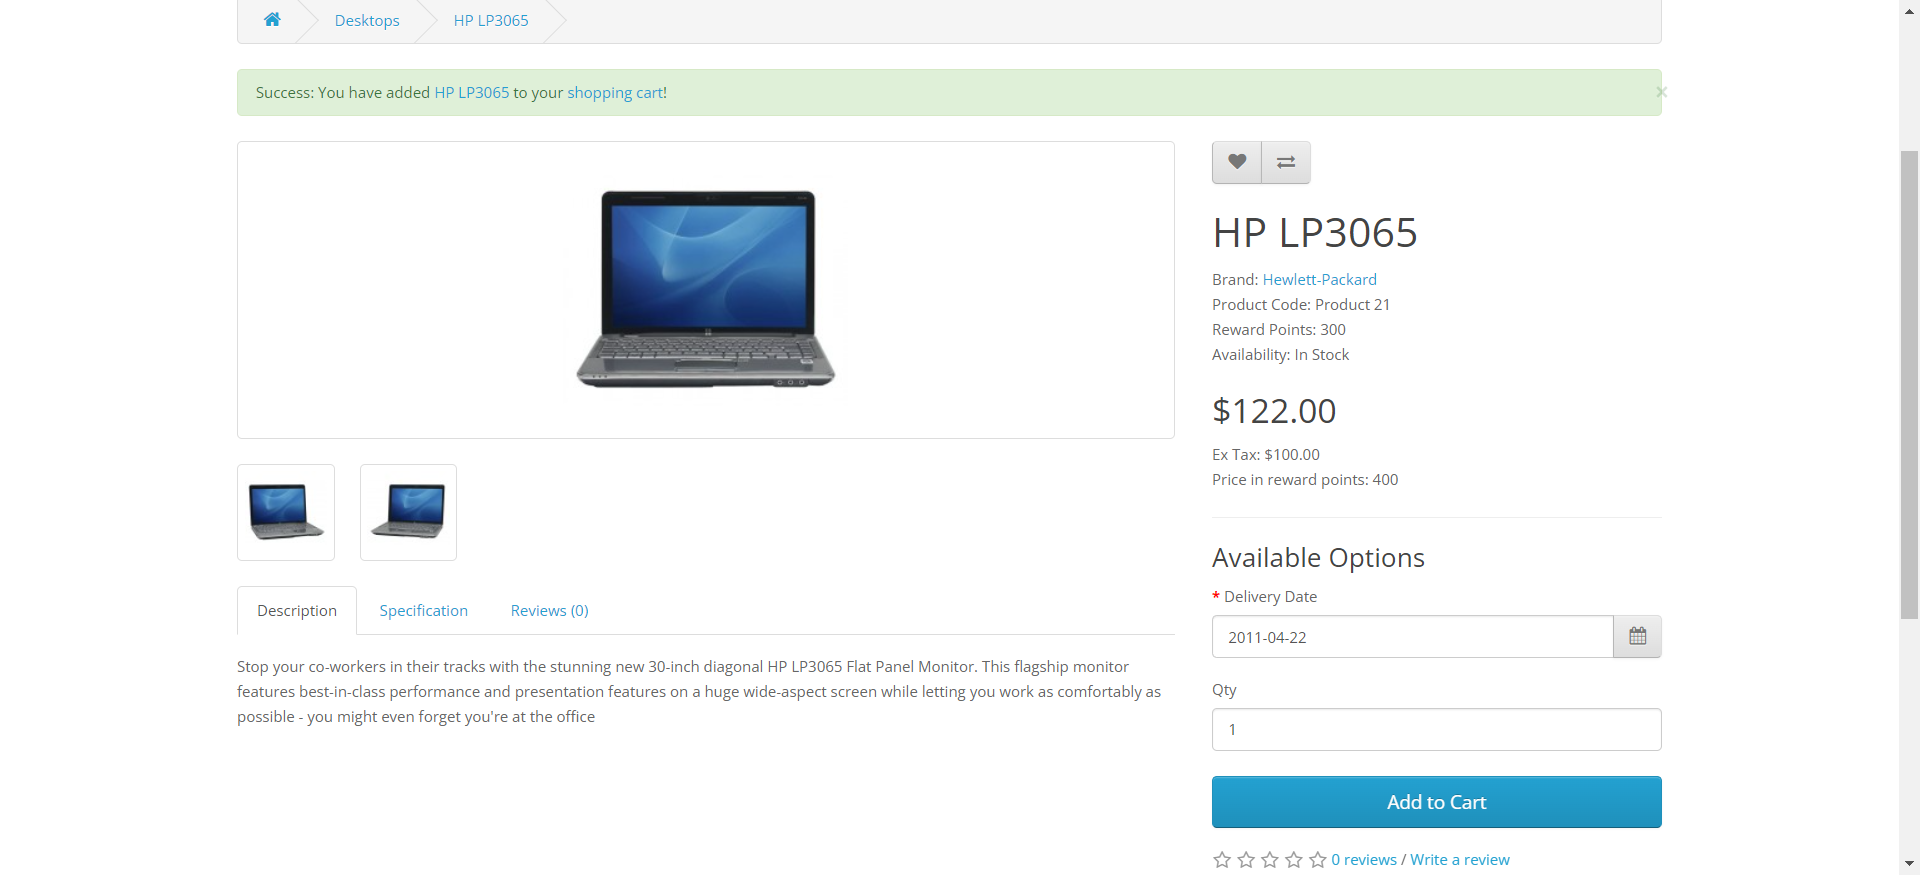 Desktops
HP LP3065
Success: You have added HP LP3065 to your shopping cart!
×
HP LP3065
Brand: Hewlett-Packard
Product Code: Product 21
Reward Points: 300
Availability: In Stock
$122.00
Ex Tax: $100.00
Price in reward points: 400
Available Options
* Delivery Date
2011-04-22
Qty
1
Add to Cart
0 reviews / Write a review
Description
Specification
Reviews (0)
Stop your co-workers in their tracks with the stunning new 30-inch diagonal HP LP3065 Flat Panel Monitor. This flagship monitor
features best-in-class performance and presentation features on a huge wide-aspect screen while letting you work as comfortably as
possible - you might even forget you're at the office